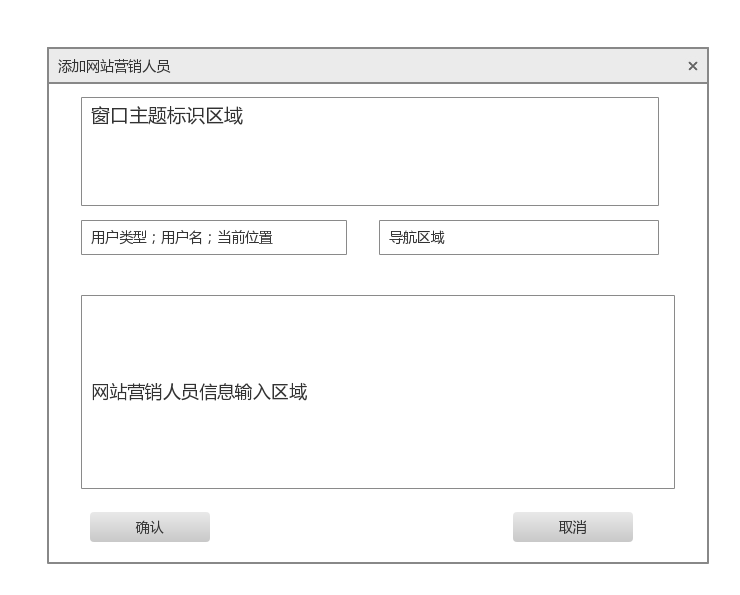 添加网站营销人员
窗口主题标识区域
用户类型；用户名；当前位置
导航区域
网站营销人员信息输入区域
确认
取消